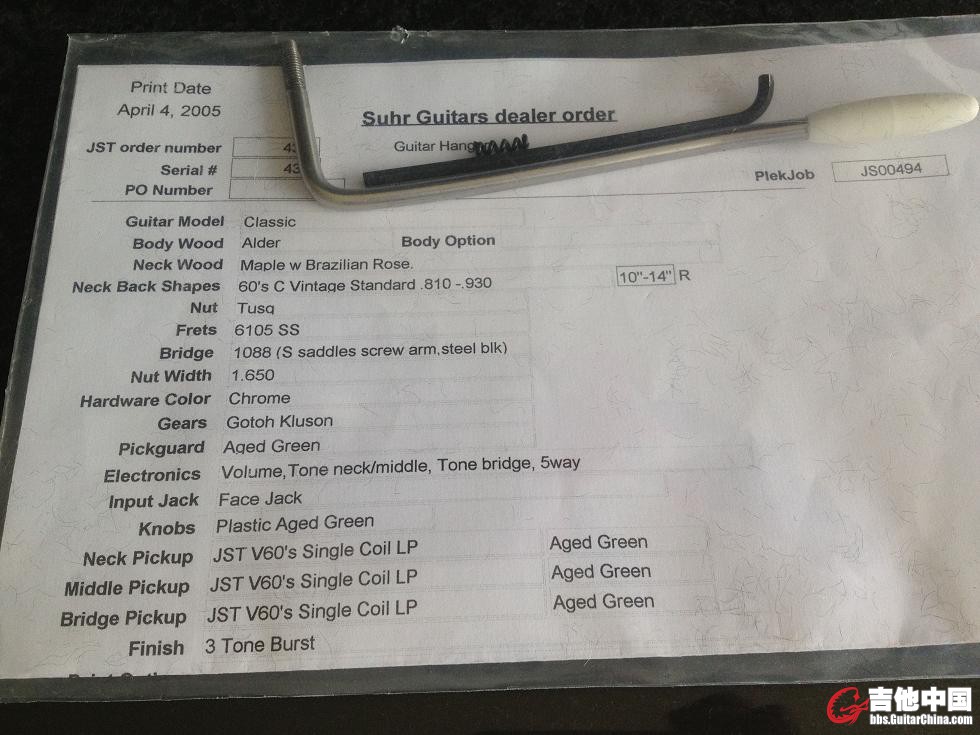 Print Date
April 4, 2005
Suhr Guitars dealer order
JST order number
Guitar
Serial #
PO Number
PlekJob JS00494
Guitar Model Classic
Body Wood Alder Body Option
Neck Wood Maple w Brazilian Rose.
Neck Back Shapes 60's C Vintage Standard .810 -.930 10"-14" R
Nut Tusq
Frets 6105 SS
Bridge 1088 (S saddles screw arm,steel blk)
Nut Width 1.650
Hardware Color Chrome
Gears Gotoh Kluson
Pickguard Aged Green
Electronics Volume,Tone neck/middle, Tone bridge, 5way
Input Jack Face Jack
Knobs Plastic Aged Green
Neck Pickup JST V60's Single Coil LP Aged Green
Middle Pickup JST V60's Single Coil LP Aged Green
Bridge Pickup JST V60's Single Coil LP Aged Green
Finish 3 Tone Burst
吉他中国
bbs.GuitarChina.com